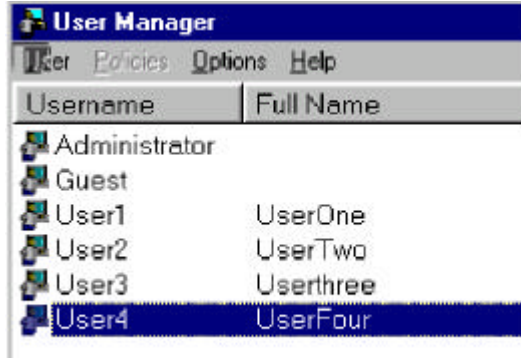 User Manager
User Policies Options Help
Username Full Name
Administrator
Guest
User1 UserOne
User2 UserTwo
User3 Userthree
User4 UserFour